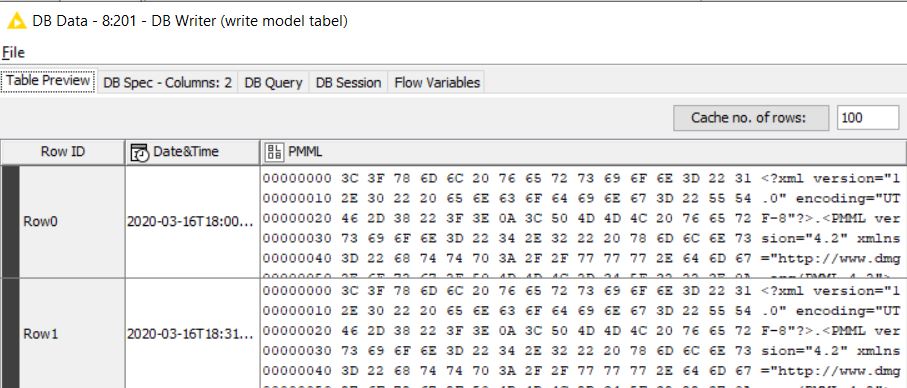 DB Data - 8:201 - DB Writer (write model tabel)
File
Table Preview DB Spec - Columns: 2 DB Query DB Session Flow Variables
Cache no. of rows: 100
Row ID Date&Time PMML
00000000 3C 3F 78 6D 6C 20 76 65 72 73 69 6F 6E 3D 22 31 <?xml version="1
00000010 2E 30 22 20 65 6E 63 6F 64 69 6E 67 3D 22 55 54 .0" encoding="UT
Row0 2020-03-16T18:00... 00000020 46 2D 38 22 3F 3E 0A 3C 50 4D 4D 4C 20 76 65 72 F-8"?>.<PMML ver
00000030 73 69 6F 6E 3D 22 34 2E 32 22 20 78 6D 6C 6E 73 sion="4.2" xmlns
00000040 3D 22 68 74 74 70 3A 2F 2F 77 77 77 2E 64 6D 67 ="http://www.dmg
00000000 3C 3F 78 6D 6C 20 76 65 72 73 69 6F 6E 3D 22 31 <?xml version="1
00000010 2E 30 22 20 65 6E 63 6F 64 69 6E 67 3D 22 55 54 .0" encoding="UT
Row1 2020-03-16T18:31... 00000020 46 2D 38 22 3F 3E 0A 3C 50 4D 4D 4C 20 76 65 72 F-8"?>.<PMML ver
00000030 73 69 6F 6E 3D 22 34 2E 32 22 20 78 6D 6C 6E 73 sion="4.2" xmlns
00000040 3D 22 68 74 74 70 3A 2F 2F 77 77 77 2E 64 6D 67 ="http://www.dmg